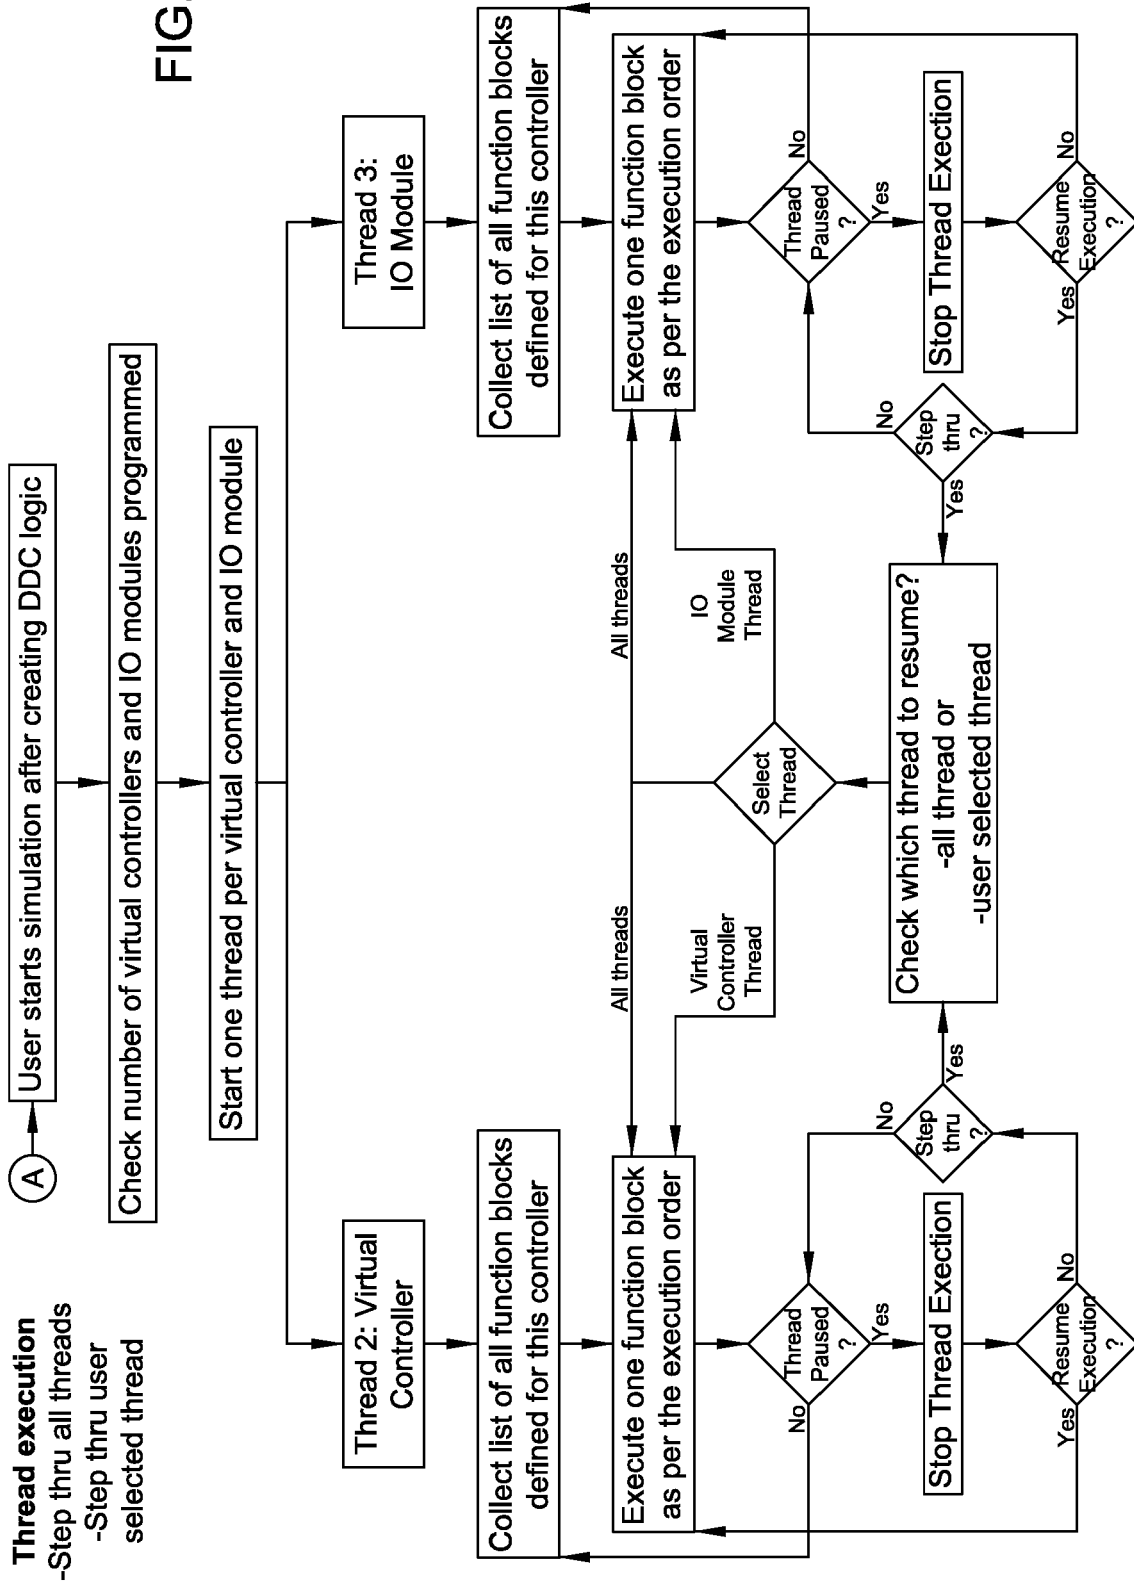 Thread execution
-Step thru all threads
-Step thru user
selected thread
FIG.
A
User starts simulation after creating DDC logic
Check number of virtual controllers and IO modules programmed
Start one thread per virtual controller and IO module
Thread 2: Virtual
Controller
Thread 3:
IO Module
Collect list of all function blocks
defined for this controller
Collect list of all function blocks
defined for this controller
All threads
All threads
Execute one function block
as per the execution order
Execute one function block
as per the execution order
Virtual
Controller
Thread
IO
Module
Thread
Select
Thread
Thread
Paused
?
No
Yes
Thread
Paused
?
No
Yes
Stop Thread Exection
Stop Thread Exection
Step
thru
?
No
Yes
Step
thru
?
No
Yes
Check which thread to resume?
-all thread or
-user selected thread
Resume
Execution
?
Yes
No
Resume
Execution
?
Yes
No